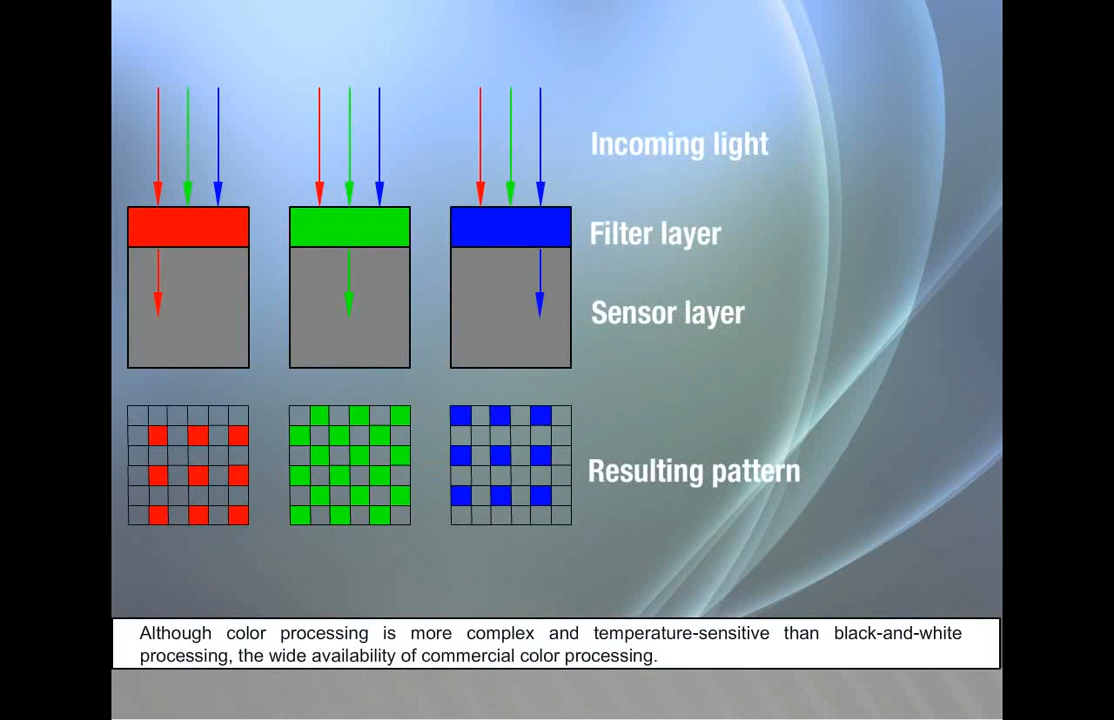 Incoming light
Filter layer
Sensor layer
Resulting pattern
Although color processing is more complex and temperature-sensitive than black-and-white
processing, the wide availability of commercial color processing.